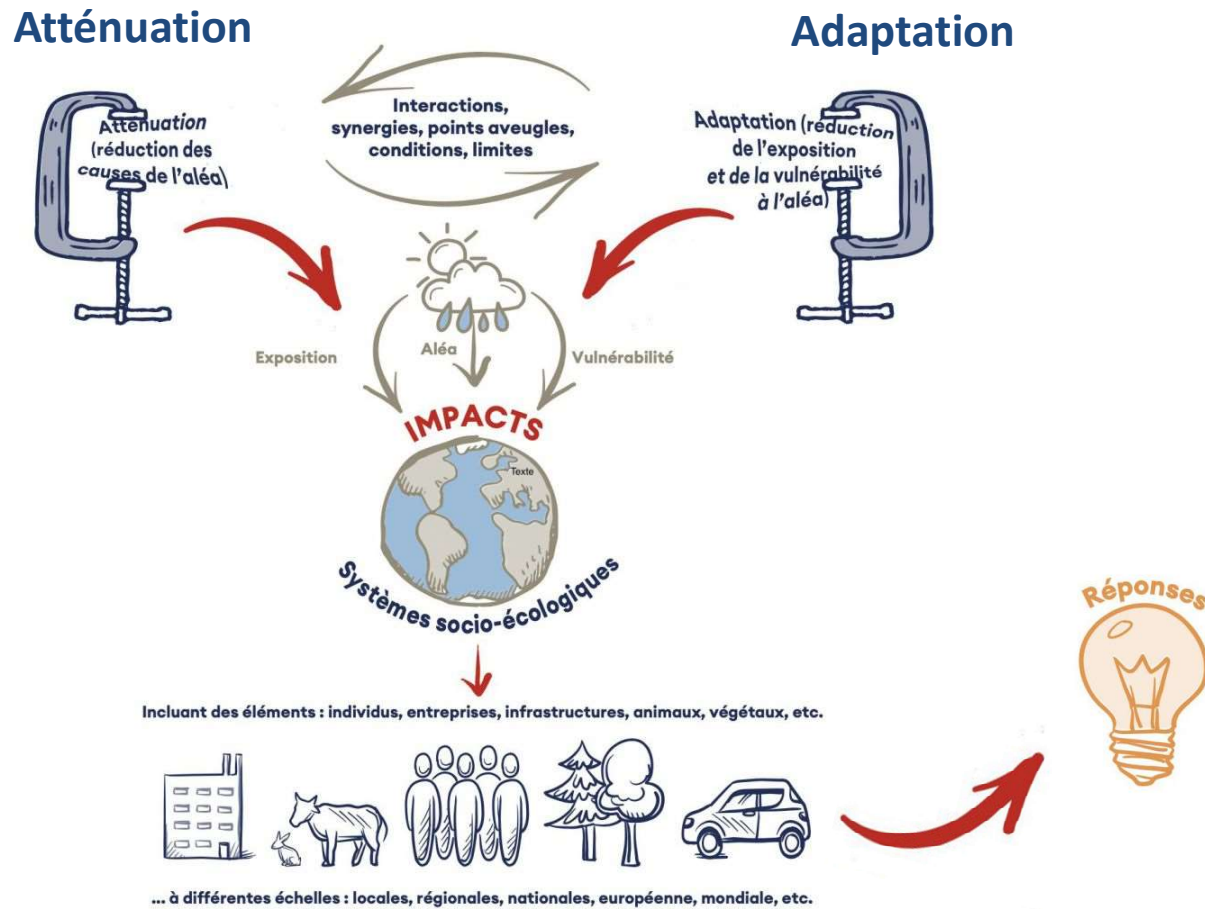 Atténuation
Adaptation
Atténuation
(réduction des
causes de l'aléa)
Interactions,
synergies, points aveugles,
conditions, limites
Adaptation (réduction
de l'exposition
et de la vulnérabilité
à l'aléa)
Exposition
Aléa
Vulnérabilité
IMPACTS
Texte
Systèmes socio-écologiques
Réponses
Incluant des éléments : individus, entreprises, infrastructures, animaux, végétaux, etc.
... à différentes échelles : locales, régionales, nationales, européenne, mondiale, etc.